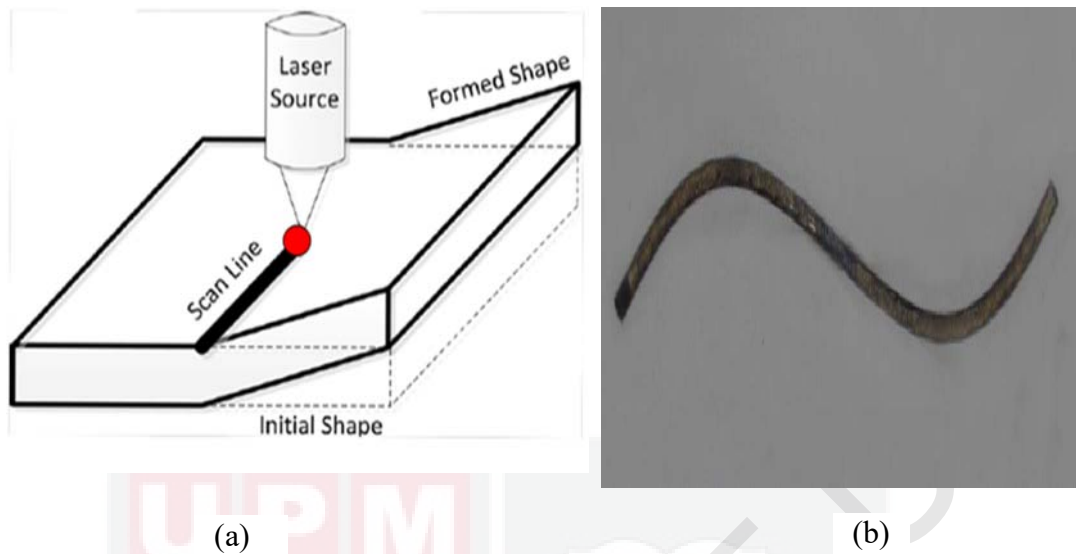 Laser
Source
Formed Shape
Scan Line
Initial Shape
UPM
(a)
(b)